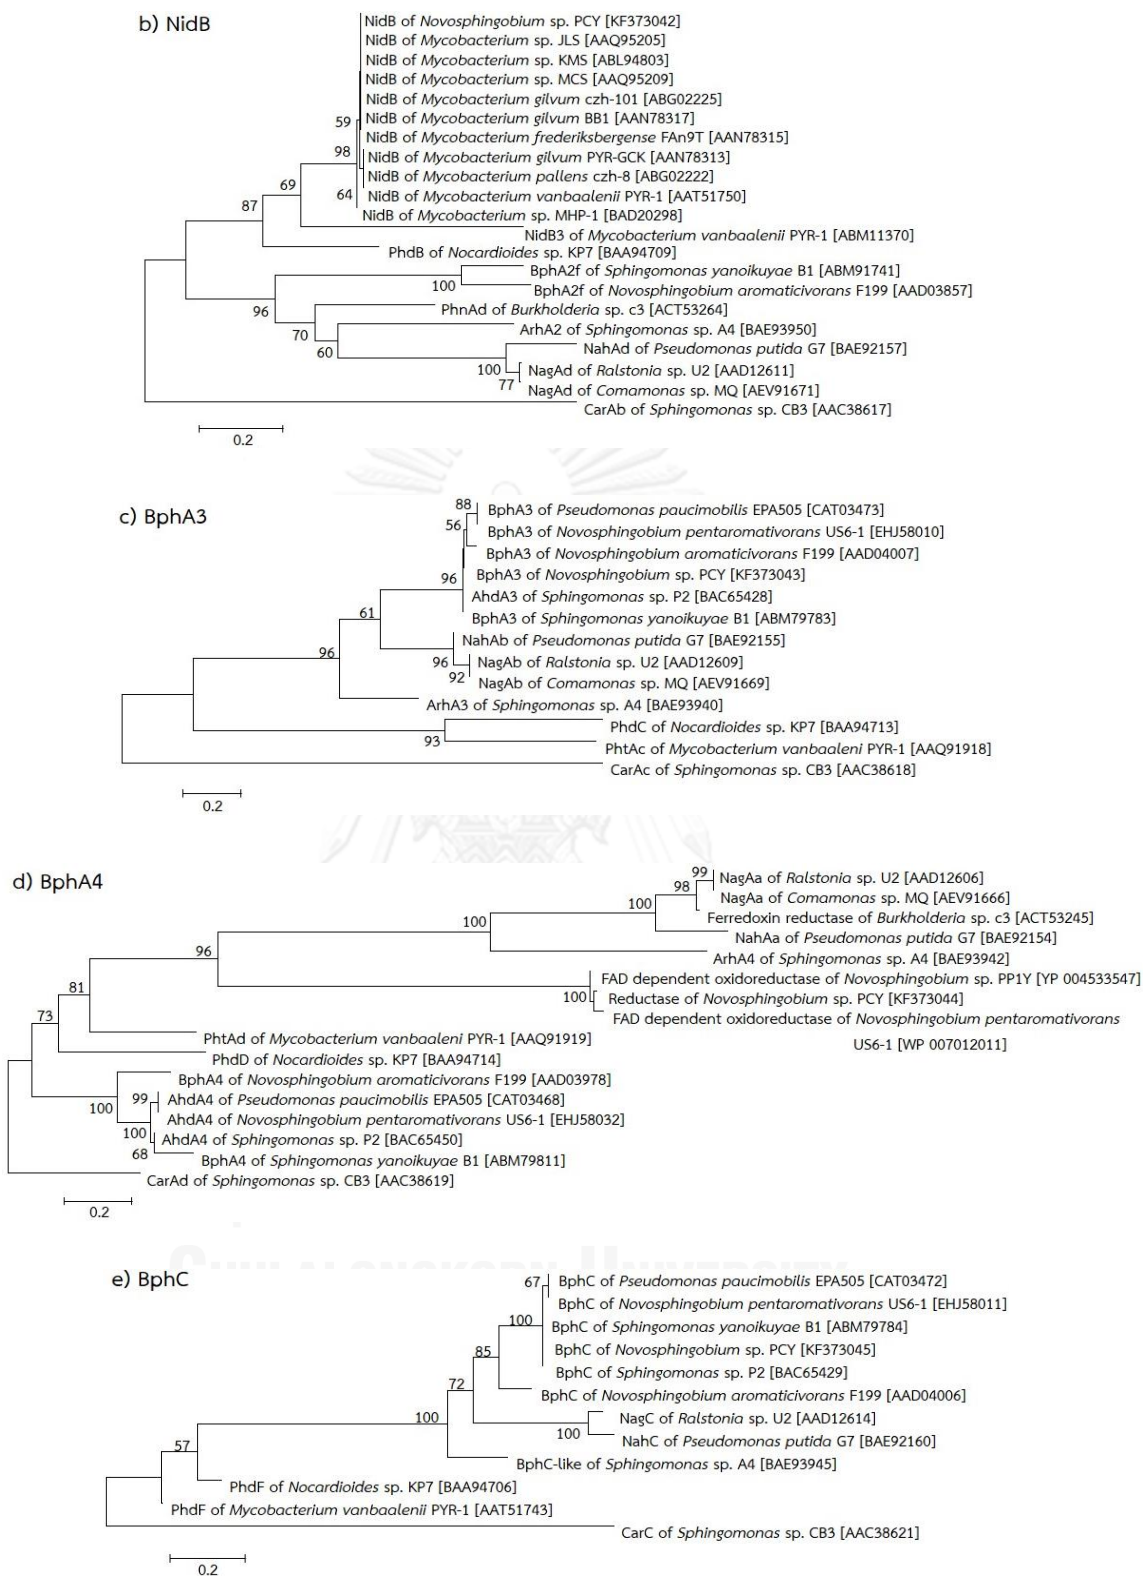 b) NidB
NidB of Novosphingobium sp. PCY [KF373042]
NidB of Mycobacterium sp. JLS [AAQ95205]
NidB of Mycobacterium sp. KMS [ABL94803]
NidB of Mycobacterium sp. MCS [AAQ95209]
NidB of Mycobacterium gilvum czh-101 [ABG02225]
NidB of Mycobacterium gilvum BB1 [AAN78317]
59
NidB of Mycobacterium frederiksbergense FAn9T [AAN78315]
98
NidB of Mycobacterium gilvum PYR-GCK [AAN78313]
NidB of Mycobacterium pallens czh-8 [ABG02222]
69
64
NidB of Mycobacterium vanbaalenii PYR-1 [AAT51750]
87
NidB of Mycobacterium sp. MHP-1 [BAD20298]
NidB3 of Mycobacterium vanbaalenii PYR-1 [ABM11370]
PhdB of Nocardioides sp. KP7 [BAA94709]
BphA2f of Sphingomonas yanoikuyae B1 [ABM91741]
100
BphA2f of Novosphingobium aromaticivorans F199 [AAD03857]
96
PhnAd of Burkholderia sp. c3 [ACT53264]
70
ArhA2 of Sphingomonas sp. A4 [BAE93950]
60
NahAd of Pseudomonas putida G7 [BAE92157]
100
NagAd of Ralstonia sp. U2 [AAD12611]
77
NagAd of Comamonas sp. MQ [AEV91671]
CarAb of Sphingomonas sp. CB3 [AAC38617]
0.2
c) BphA3
88
BphA3 of Pseudomonas paucimobilis EPA505 [CAT03473]
56
BphA3 of Novosphingobium pentaromativorans US6-1 [EHJ58010]
BphA3 of Novosphingobium aromaticivorans F199 [AAD04007]
96
BphA3 of Novosphingobium sp. PCY [KF373043]
AhdA3 of Sphingomonas sp. P2 [BAC65428]
61
BphA3 of Sphingomonas yanoikuyae B1 [ABM79783]
NahAb of Pseudomonas putida G7 [BAE92155]
96
96
NagAb of Ralstonia sp. U2 [AAD12609]
92
NagAb of Comamonas sp. MQ [AEV91669]
ArhA3 of Sphingomonas sp. A4 [BAE93940]
PhdC of Nocardioides sp. KP7 [BAA94713]
93
PhtAc of Mycobacterium vanbaaleni PYR-1 [AAQ91918]
CarAc of Sphingomonas sp. CB3 [AAC38618]
0.2
d) BphA4
99
NagAa of Ralstonia sp. U2 [AAD12606]
98
NagAa of Comamonas sp. MQ [AEV91666]
100
Ferredoxin reductase of Burkholderia sp. c3 [ACT53245]
100
NahAa of Pseudomonas putida G7 [BAE92154]
96
ArhA4 of Sphingomonas sp. A4 [BAE93942]
FAD dependent oxidoreductase of Novosphingobium sp. PP1Y [YP 004533547]
81
100
Reductase of Novosphingobium sp. PCY [KF373044]
73
FAD dependent oxidoreductase of Novosphingobium pentaromativorans
US6-1 [WP 007012011]
PhtAd of Mycobacterium vanbaaleni PYR-1 [AAQ91919]
PhdD of Nocardioides sp. KP7 [BAA94714]
BphA4 of Novosphingobium aromaticivorans F199 [AAD03978]
99
AhdA4 of Pseudomonas paucimobilis EPA505 [CAT03468]
100
AhdA4 of Novosphingobium pentaromativorans US6-1 [EHJ58032]
100
AhdA4 of Sphingomonas sp. P2 [BAC65450]
68
BphA4 of Sphingomonas yanoikuyae B1 [ABM79811]
CarAd of Sphingomonas sp. CB3 [AAC38619]
0.2
e) BphC
67
BphC of Pseudomonas paucimobilis EPA505 [CAT03472]
BphC of Novosphingobium pentaromativorans US6-1 [EHJ58011]
100
BphC of Sphingomonas yanoikuyae B1 [ABM79784]
85
BphC of Novosphingobium sp. PCY [KF373045]
BphC of Sphingomonas sp. P2 [BAC65429]
72
BphC of Novosphingobium aromaticivorans F199 [AAD04006]
100
NagC of Ralstonia sp. U2 [AAD12614]
100
NahC of Pseudomonas putida G7 [BAE92160]
57
BphC-like of Sphingomonas sp. A4 [BAE93945]
PhdF of Nocardioides sp. KP7 [BAA94706]
PhdF of Mycobacterium vanbaalenii PYR-1 [AAT51743]
CarC of Sphingomonas sp. CB3 [AAC38621]
0.2